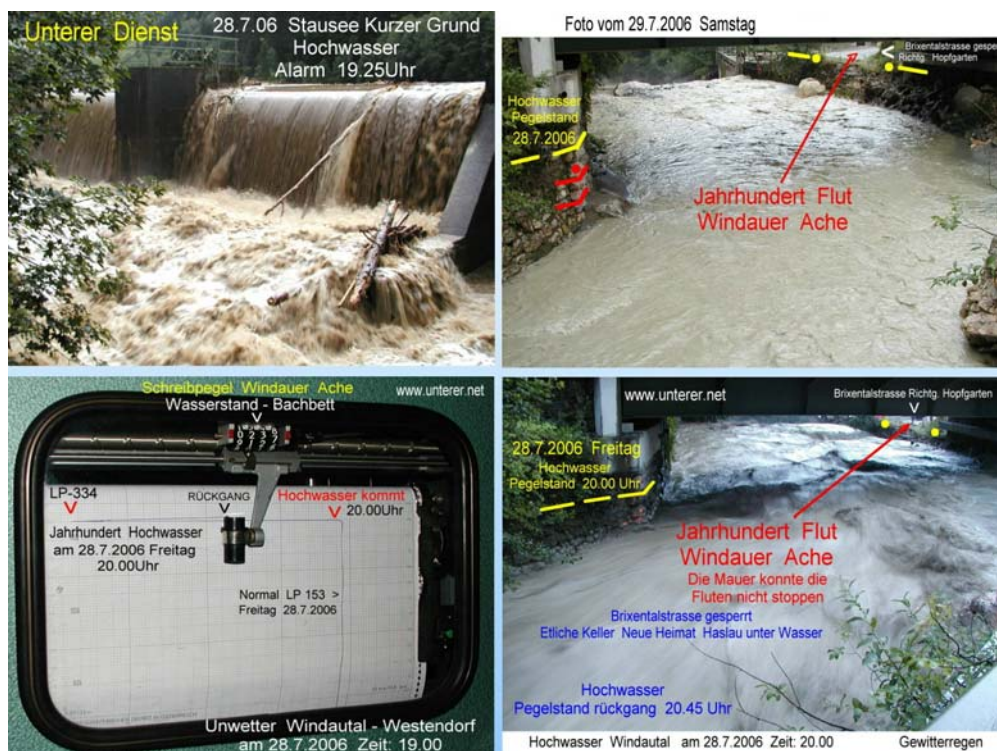 Unterer Dienst
28.7.06 Stausee Kurzer Grund
Hochwasser
Alarm 19.25Uhr
Foto vom 29.7.2006 Samstag
Brixentalstrasse gesper
Richtg. Hopfgarten
Hochwasser
Pegelstand
28.7.2006
Jahrhundert Flut
Windauer Ache
Schreibpegel Windauer Ache
www.unterer.net
Wasserstand - Bachbett
LP-334
RÜCKGANG
Hochwasser kommt
20.00Uhr
Jahrhundert Hochwasser
am 28.7.2006 Freitag
20.00Uhr
Normal LP 153 >
Freitag 28.7.2006
Unwetter Windautal - Westendorf
am 28.7.2006 Zeit: 19.00
www.unterer.net
Brixentalstrasse Richtg. Hopfgarten
28.7.2006 Freitag
Hochwasser
Pegelstand 20.00 Uhr
Jahrhundert Flut
Windauer Ache
Die Mauer konnte die
Fluten nicht stoppen
Brixentalstrasse gesperrt
Etliche Keller Neue Heimat Haslau unter Wasser
Hochwasser
Pegelstand rückgang 20.45 Uhr
Hochwasser Windautal am 28.7.2006 Zeit: 20.00 Gewitterregen